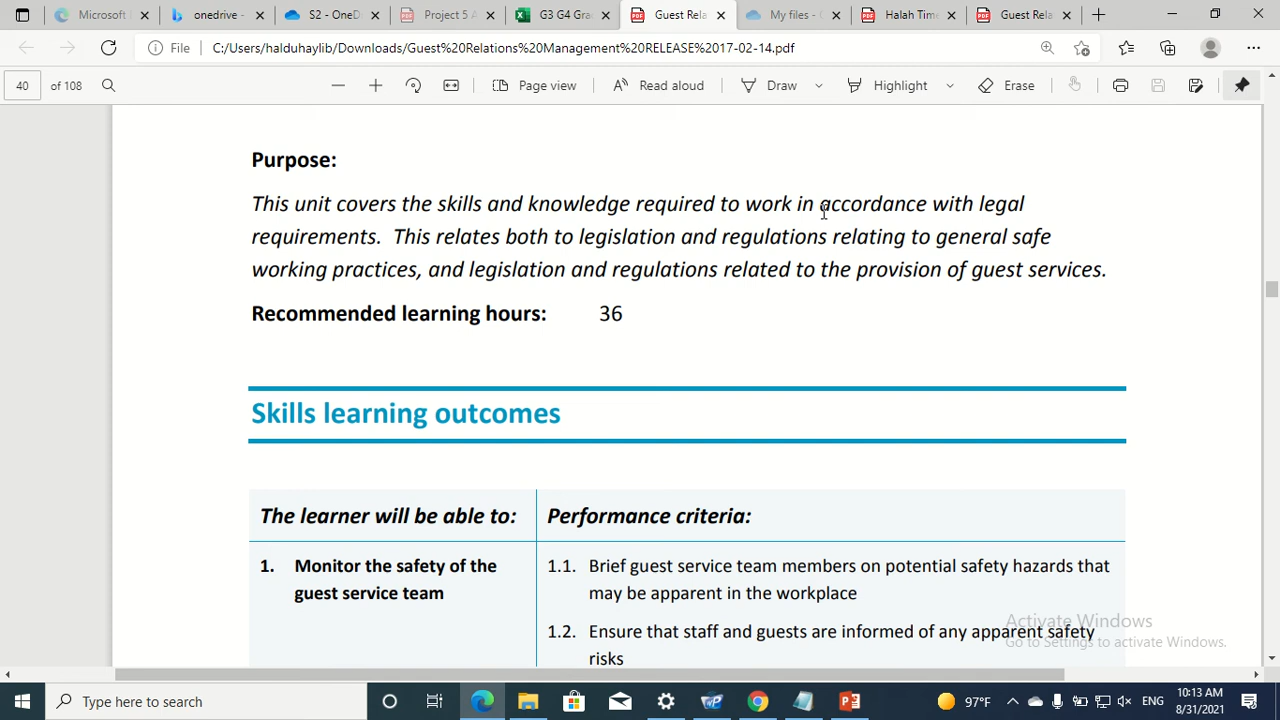 Microsoft
onedrive -
S2 - OneD
Project 5 A
G3 G4 Gra
Guest Rela
My files - O
Halah Time
Guest Rela
File C:/Users/halduhaylib/Downloads/Guest%20Relations%20Management%20RELEASE%2017-02-14.pdf
40 of 108 Page view Read aloud Draw Highlight Erase
Purpose:
This unit covers the skills and knowledge required to work in accordance with legal
requirements. This relates both to legislation and regulations relating to general safe
working practices, and legislation and regulations related to the provision of guest services.
Recommended learning hours: 36
Skills learning outcomes
The learner will be able to: Performance criteria:
1. Monitor the safety of the
guest service team
1.1. Brief guest service team members on potential safety hazards that
may be apparent in the workplace
1.2. Ensure that staff and guests are informed of any apparent safety
risks
Activate Windows
Go to Settings to activate Windows.
Type here to search
97°F
ENG
10:13 AM
8/31/2021